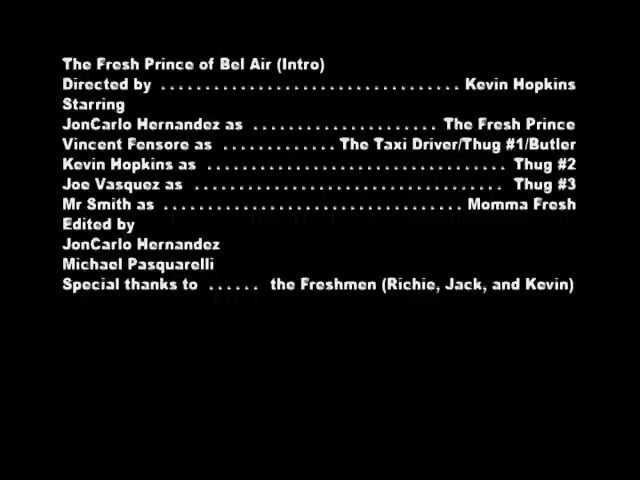 The Fresh Prince of Bel Air (Intro)
Directed by .................................. Kevin Hopkins
Starring
JonCarlo Hernandez as ..................... The Fresh Prince
Vincent Fensore as ............. The Taxi Driver/Thug #1/Butler
Kevin Hopkins as .................................. Thug #2
Joe Vasquez as ................................... Thug #3
Mr Smith as .................................. Momma Fresh
Edited by
JonCarlo Hernandez
Michael Pasquarelli
Special thanks to ...... the Freshmen (Richie, Jack, and Kevin)